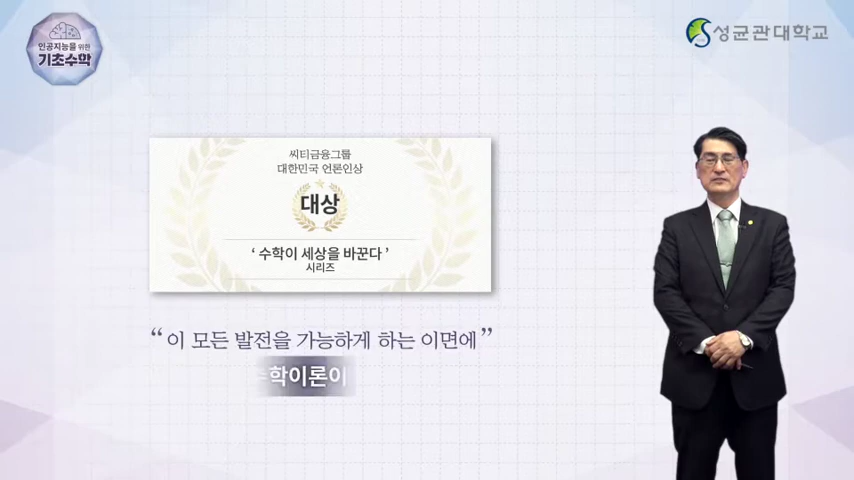 인공지능을 위한
기초수학
성균관대학교
씨티금융그룹
대한민국 언론인상
대상
‘ 수학이 세상을 바꾼다 ’
시리즈
“ 이 모든 발전을 가능하게 하는 이면에 ”
수학이론이